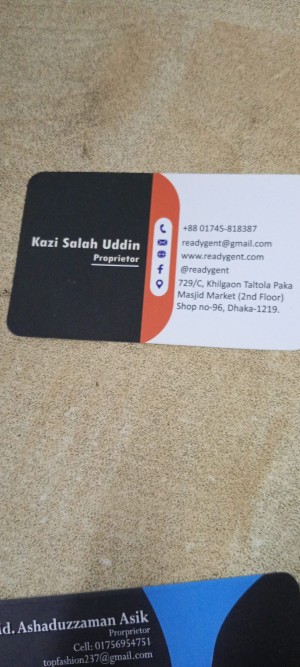 Kazi Salah Uddin
Proprietor
+88 01745-818387
readygent@gmail.com
www.readygent.com
@readygent
729/C, Khilgaon Taltola Paka
Masjid Market (2nd Floor)
Shop no-96, Dhaka-1219.
id. Ashaduzzaman Asik
Prorprietor
Cell: 01756954751
topfashion237@gmail.com